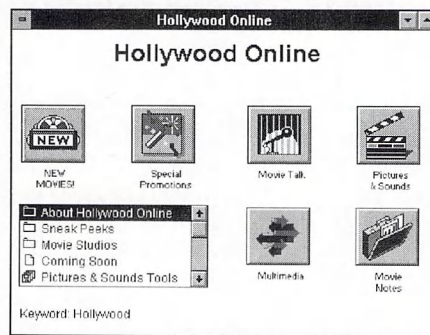 Hollywood Online
Hollywood Online
NEW
NEW
MOVIES!
Special
Promotions
Movie Talk
Pictures
& Sounds
About Hollywood Online
Sneak Peeks
Movie Studios
Coming Soon
Pictures & Sounds Tools
Multimedia
Movie
Notes
Keyword: Hollywood